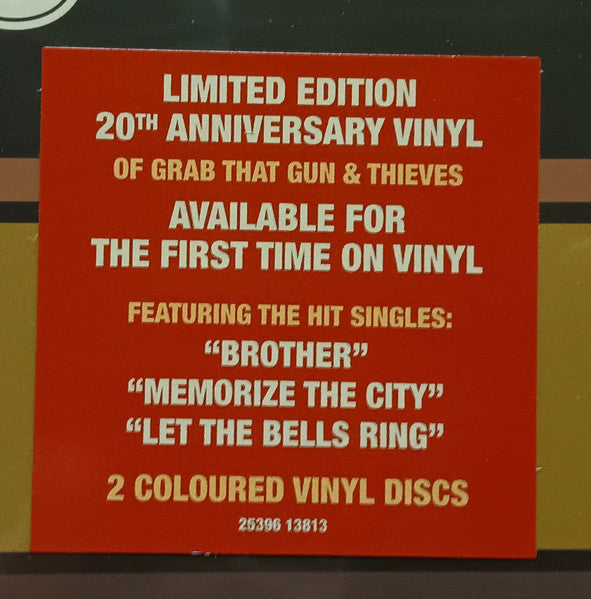 LIMITED EDITION
20TH ANNIVERSARY VINYL
OF GRAB THAT GUN & THIEVES
AVAILABLE FOR
THE FIRST TIME ON VINYL
FEATURING THE HIT SINGLES:
“BROTHER”
“MEMORIZE THE CITY”
“LET THE BELLS RING”
2 COLOURED VINYL DISCS
25396 13813